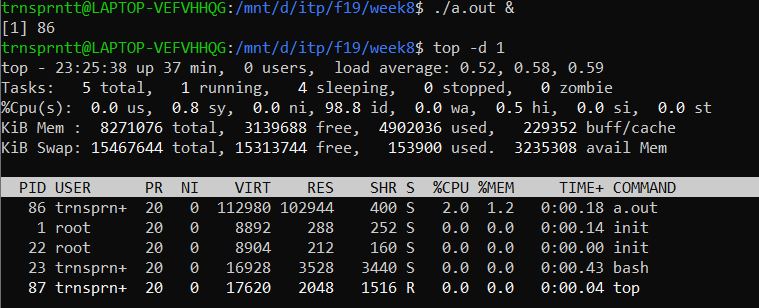 trnsprntt@LAPTOP-VEFVHHQG:/mnt/d/itp/f19/week8$ ./a.out &
[1] 86
trnsprntt@LAPTOP-VEFVHHQG:/mnt/d/itp/f19/week8$ top -d 1
top - 23:25:38 up 37 min,  0 users,  load average: 0.52, 0.58, 0.59
Tasks:   5 total,   1 running,   4 sleeping,   0 stopped,   0 zombie
%Cpu(s):  0.0 us,  0.8 sy,  0.0 ni, 98.8 id,  0.0 wa,  0.5 hi,  0.0 si,  0.0 st
KiB Mem :  8271076 total,  3139688 free,  4902036 used,   229352 buff/cache
KiB Swap: 15467644 total, 15313744 free,   153900 used.  3235308 avail Mem
PID USER      PR  NI    VIRT    RES    SHR S  %CPU %MEM     TIME+ COMMAND
86 trnsprn+  20   0  112980 102944    400 S   2.0  1.2   0:00.18 a.out
1 root      20   0    8892    288    252 S   0.0  0.0   0:00.14 init
22 root      20   0    8904    212    160 S   0.0  0.0   0:00.00 init
23 trnsprn+  20   0   16928   3528   3440 S   0.0  0.0   0:00.43 bash
87 trnsprn+  20   0   17620   2048   1516 R   0.0  0.0   0:00.04 top